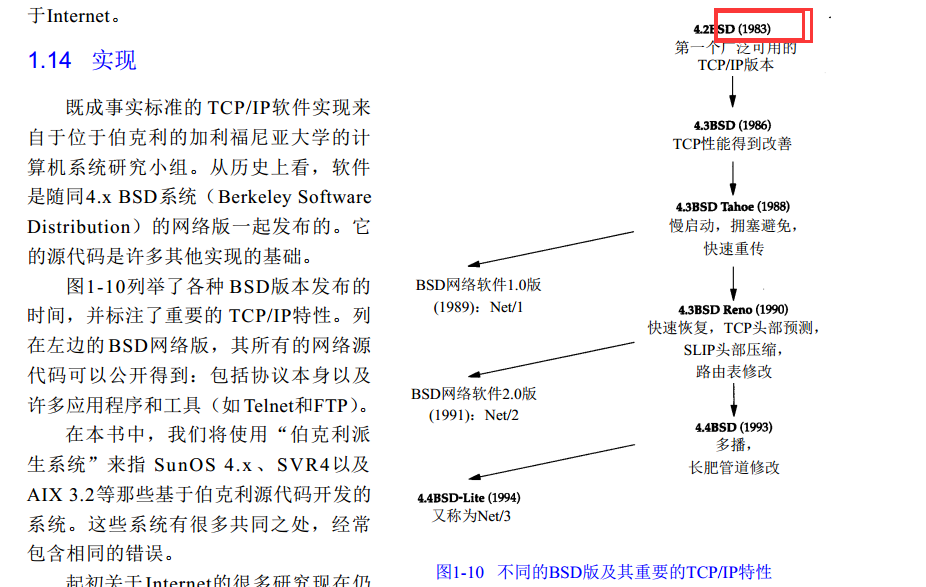 于Internet。
1.14 实现
既成事实标准的 TCP/IP软件实现来
自于位于伯克利的加利福尼亚大学的计
算机系统研究小组。从历史上看，软件
是随同4.x BSD系统（Berkeley Software
Distribution）的网络版一起发布的。它
的源代码是许多其他实现的基础。
图1-10列举了各种 BSD版本发布的
时间，并标注了重要的 TCP/IP特性。列
在左边的BSD网络版，其所有的网络源
代码可以公开得到：包括协议本身以及
许多应用程序和工具（如 Telnet和FTP）。
在本书中，我们将使用“伯克利派
生系统”来指 SunOS 4.x、SVR4以及
AIX 3.2等那些基于伯克利源代码开发的
系统。这些系统有很多共同之处，经常
包含相同的错误。
起初关于Internet的很多研究现在仍
4.2BSD (1983)
第一个广泛可用的
TCP/IP版本
4.3BSD (1986)
TCP性能得到改善
4.3BSD Tahoe (1988)
慢启动，拥塞避免，
快速重传
BSD网络软件1.0版
(1989)：Net/1
4.3BSD Reno (1990)
快速恢复，TCP头部预测，
SLIP头部压缩，
路由表修改
BSD网络软件2.0版
(1991)：Net/2
4.4BSD (1993)
多播，
长肥管道修改
4.4BSD-Lite (1994)
又称为Net/3
图1-10 不同的BSD版及其重要的TCP/IP特性